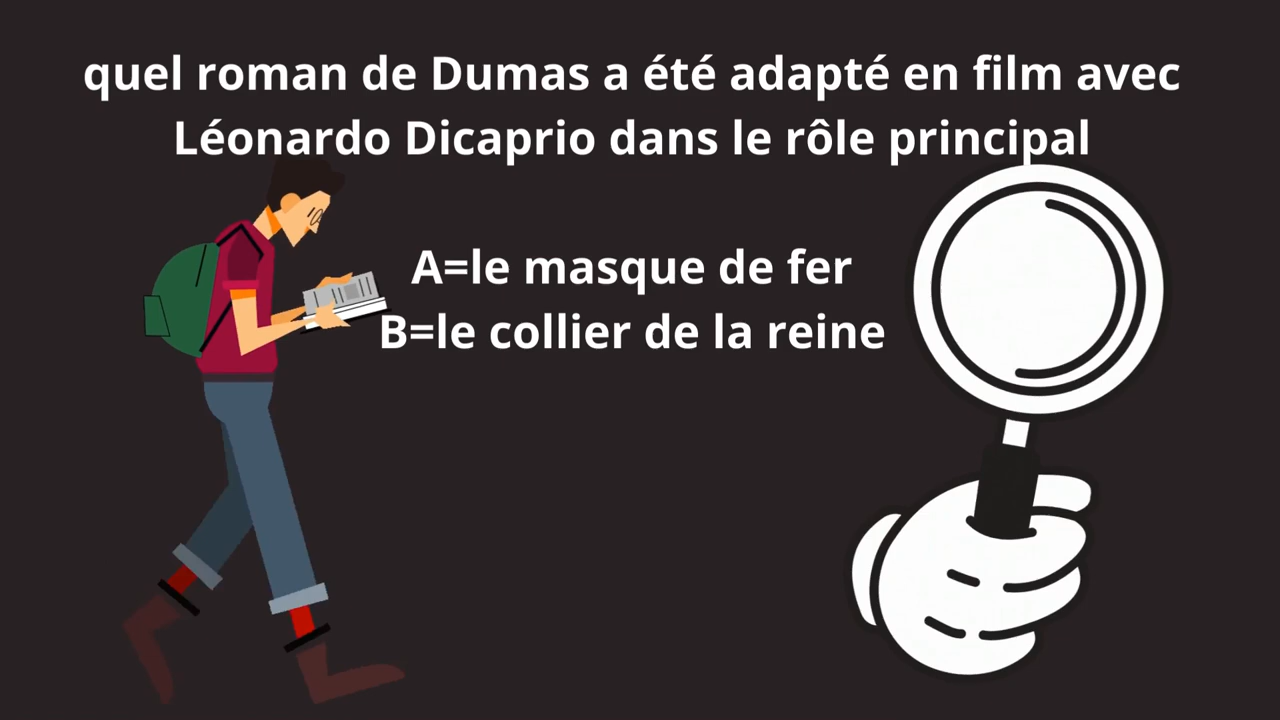 quel roman de Dumas a été adapté en film avec
Léonardo Dicaprio dans le rôle principal
A=le masque de fer
B=le collier de la reine